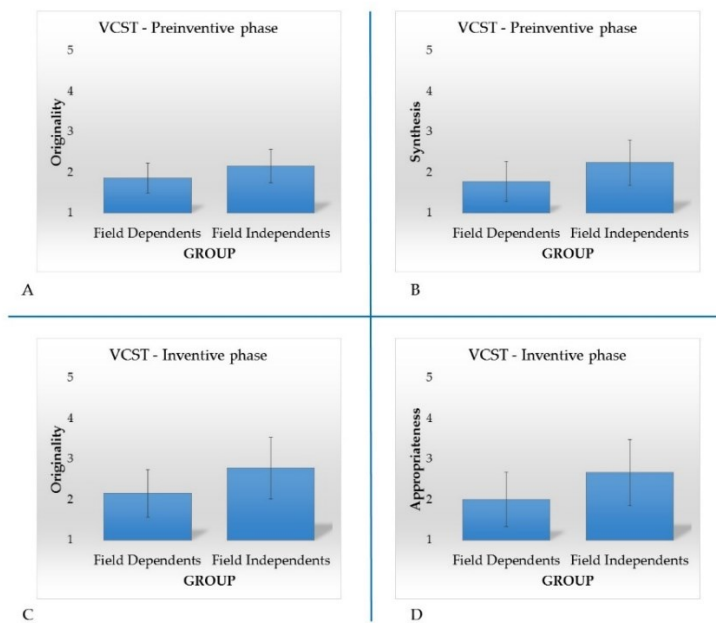 VCST - Preinventive phase
5
4
3
2
1
Originality
Field Dependents Field Independents
GROUP
A
VCST - Preinventive phase
5
4
3
2
1
Synthesis
Field Dependents Field Independents
GROUP
B
VCST - Inventive phase
5
4
3
2
1
Originality
Field Dependents Field Independents
GROUP
C
VCST - Inventive phase
5
4
3
2
1
Appropriateness
Field Dependents Field Independents
GROUP
D